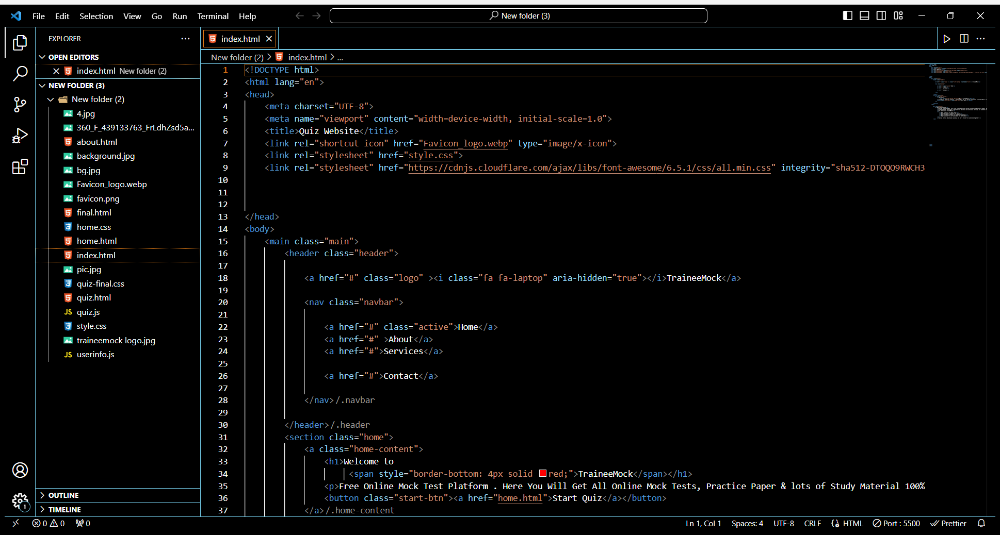 File Edit Selection View Go Run Terminal Help
New folder (3)
EXPLORER
OPEN EDITORS
index.html New folder (2)
NEW FOLDER (3)
New folder (2)
4.jpg
360_F_439133763_FrLdhZsd5a...
about.html
background.jpg
bg.jpg
Favicon_logo.webp
favicon.png
final.html
home.css
home.html
index.html
pic.jpg
quiz-final.css
quiz.html
JS quiz.js
style.css
traineemock logo.jpg
JS userinfo.js
OUTLINE
TIMELINE
index.html
New folder (2) > index.html > ...
1 <!DOCTYPE html>
2 <html lang="en">
3 <head>
4 <meta charset="UTF-8">
5 <meta name="viewport" content="width=device-width, initial-scale=1.0">
6 <title>Quiz Website</title>
7 <link rel="shortcut icon" href="Favicon_logo.webp" type="image/x-icon">
8 <link rel="stylesheet" href="style.css">
9 <link rel="stylesheet" href="https://cdnjs.cloudflare.com/ajax/libs/font-awesome/6.5.1/css/all.min.css" integrity="sha512-DTOQO9RWCH3
10
11
12
13 </head>
14 <body>
15 <main class="main">
16 <header class="header">
17
18 <a href="#" class="logo" ><i class="fa fa-laptop" aria-hidden="true"></i>TraineeMock</a>
19
20 <nav class="navbar">
21
22 <a href="#" class="active">Home</a>
23 <a href="#" >About</a>
24 <a href="#">Services</a>
25
26 <a href="#">Contact</a>
27
28 </nav>/.navbar
29
30 </header>/.header
31 <section class="home">
32 <a class="home-content">
33 <h1>Welcome to
34 <span style="border-bottom: 4px solid red;">TraineeMock</span></h1>
35 <p>Free Online Mock Test Platform . Here You Will Get All Online Mock Tests, Practice Paper & lots of Study Material 100%
36 <button class="start-btn"><a href="home.html">Start Quiz</a></button>
37 </a>/.home-content
1
0 0 0
Ln 1, Col 1 Spaces: 4 UTF-8 CRLF HTML Port : 5500 Prettier